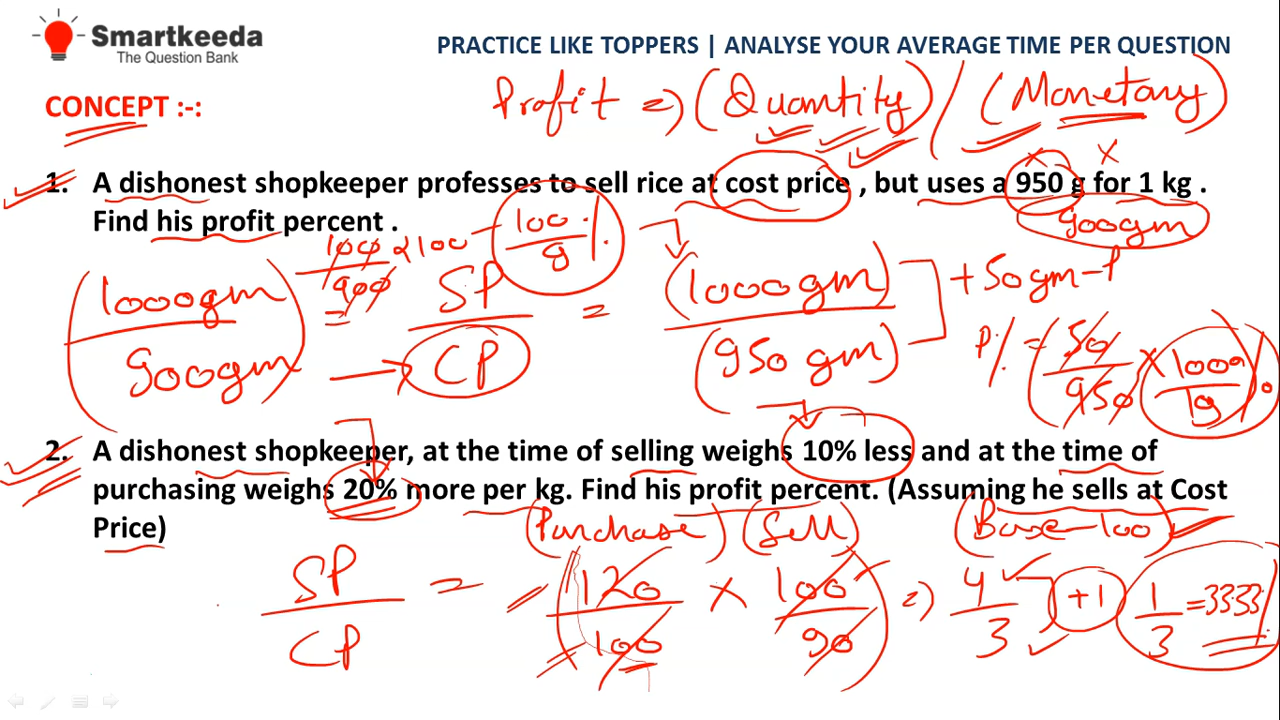 Smartkeeda
The Question Bank
PRACTICE LIKE TOPPERS | ANALYSE YOUR AVERAGE TIME PER QUESTION
CONCEPT :-:
Profit => (Quantity) / (Monetary)
1. A dishonest shopkeeper professes to sell rice at cost price , but uses a 950 g for 1 kg .
Find his profit percent .
900gm
100/900 × 100 = 100/9 %
1000gm/900gm
SP/CP = (1000gm)/(950 gm)
+50gm-P
P% = (50/950 × 1000/19) %
2. A dishonest shopkeeper, at the time of selling weighs 10% less and at the time of
purchasing weighs 20% more per kg. Find his profit percent. (Assuming he sells at Cost
Price)
(Purchase) (Sell) (Base-100)
SP/CP = 120/100 × 100/90 => 4/3 +1 1/3 = 33.33%